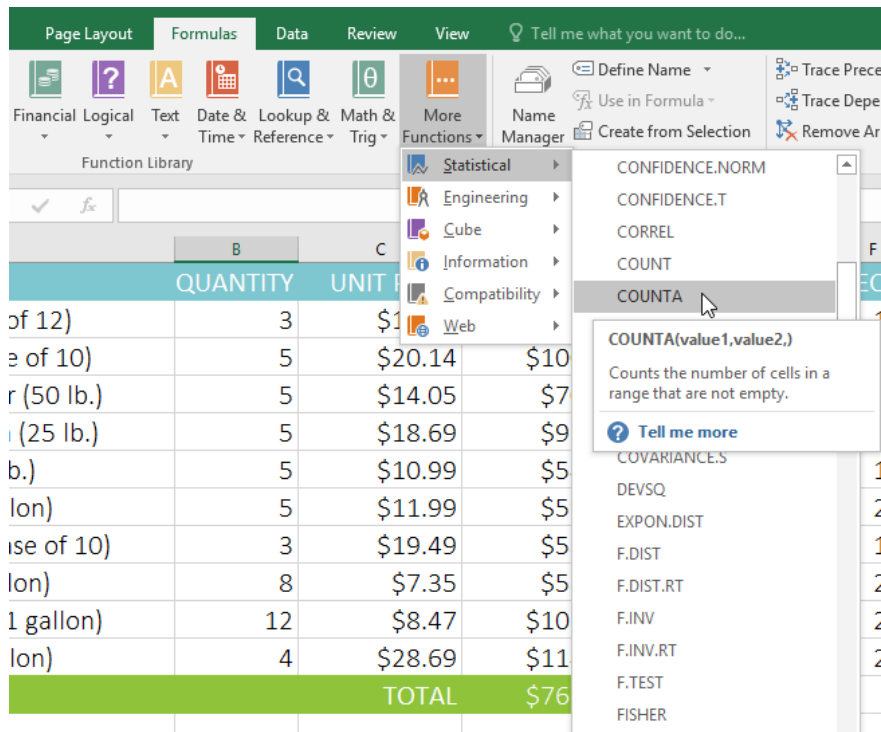 Page Layout Formulas Data Review View Tell me what you want to do...
Financial Logical Text Date & Time Lookup & Reference Math & Trig More Functions Name Manager
Define Name
Use in Formula
Create from Selection
Trace Prece
Trace Depe
Remove Ar
Function Library
Statistical
Engineering
Cube
Information
Compatibility
Web
CONFIDENCE.NORM
CONFIDENCE.T
CORREL
COUNT
COUNTA
COUNTA(value1,value2,)
Counts the number of cells in a
range that are not empty.
Tell me more
COVARIANCE.S
DEVSQ
EXPON.DIST
F.DIST
F.DIST.RT
F.INV
F.INV.RT
F.TEST
FISHER
fx
B C F
QUANTITY UNIT
of 12) 3 $1
e of 10) 5 $20.14 $10
r (50 lb.) 5 $14.05 $7
(25 lb.) 5 $18.69 $9
b.) 5 $10.99 $5
lon) 5 $11.99 $5
ase of 10) 3 $19.49 $5
lon) 8 $7.35 $5
1 gallon) 12 $8.47 $10
lon) 4 $28.69 $11
TOTAL $76